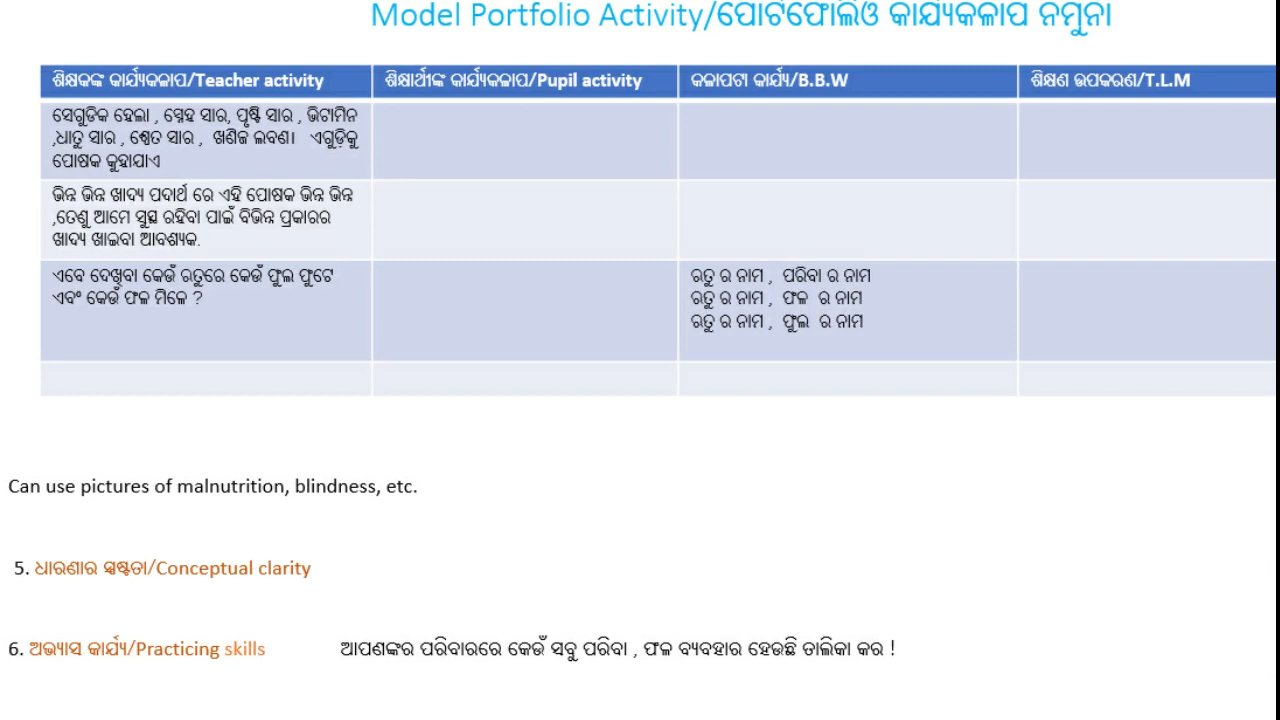 Model Portfolio Activity/ପୋର୍ଟଫୋଲିଓ କାର୍ଯ୍ୟକଳାପ ନମୁନା
ଶିକ୍ଷକଙ୍କ କାର୍ଯ୍ୟକଳାପ/Teacher activity
ଶିକ୍ଷାର୍ଥୀଙ୍କ କାର୍ଯ୍ୟକଳାପ/Pupil activity
କଳାପଟା କାର୍ଯ୍ୟ/B.B.W
ଶିକ୍ଷଣ ଉପକରଣ/T.L.M
ସେଗୁଡିକ ହେଲା , ସ୍ନେହ ସାର, ପୃଷ୍ଟି ସାର , ଭିଟାମିନ
,ଧାତୁ ସାର , ଶ୍ଵେତ ସାର , ଖଣିଜ ଲବଣ। ଏଗୁଡ଼ିକୁ
ପୋଷକ କୁହାଯାଏ
ଭିନ୍ନ ଭିନ୍ନ ଖାଦ୍ୟ ପଦାର୍ଥ ରେ ଏହି ପୋଷକ ଭିନ୍ନ ଭିନ୍ନ
,ତେଣୁ ଆମେ ସୁସ୍ଥ ରହିବା ପାଇଁ ବିଭିନ୍ନ ପ୍ରକାରର
ଖାଦ୍ୟ ଖାଇବା ଆବଶ୍ୟକ.
ଏବେ ଦେଖିବା କେଉଁ ଋତୁରେ କେଉଁ ଫୁଲ ଫୁଟେ
ଏବଂ କେଉଁ ଫଳ ମିଳେ ?
ଋତୁ ର ନାମ , ପରିବା ର ନାମ
ଋତୁ ର ନାମ , ଫଳ ର ନାମ
ଋତୁ ର ନାମ , ଫୁଲ ର ନାମ
Can use pictures of malnutrition, blindness, etc.
5. ଧାରଣାର ସ୍ପଷ୍ଟତା/Conceptual clarity
6. ଅଭ୍ୟାସ କାର୍ଯ୍ୟ/Practicing skills ଆପଣଙ୍କର ପରିବାରରେ କେଉଁ ସବୁ ପରିବା , ଫଳ ବ୍ୟବହାର ହେଉଛି ତାଲିକା କର !